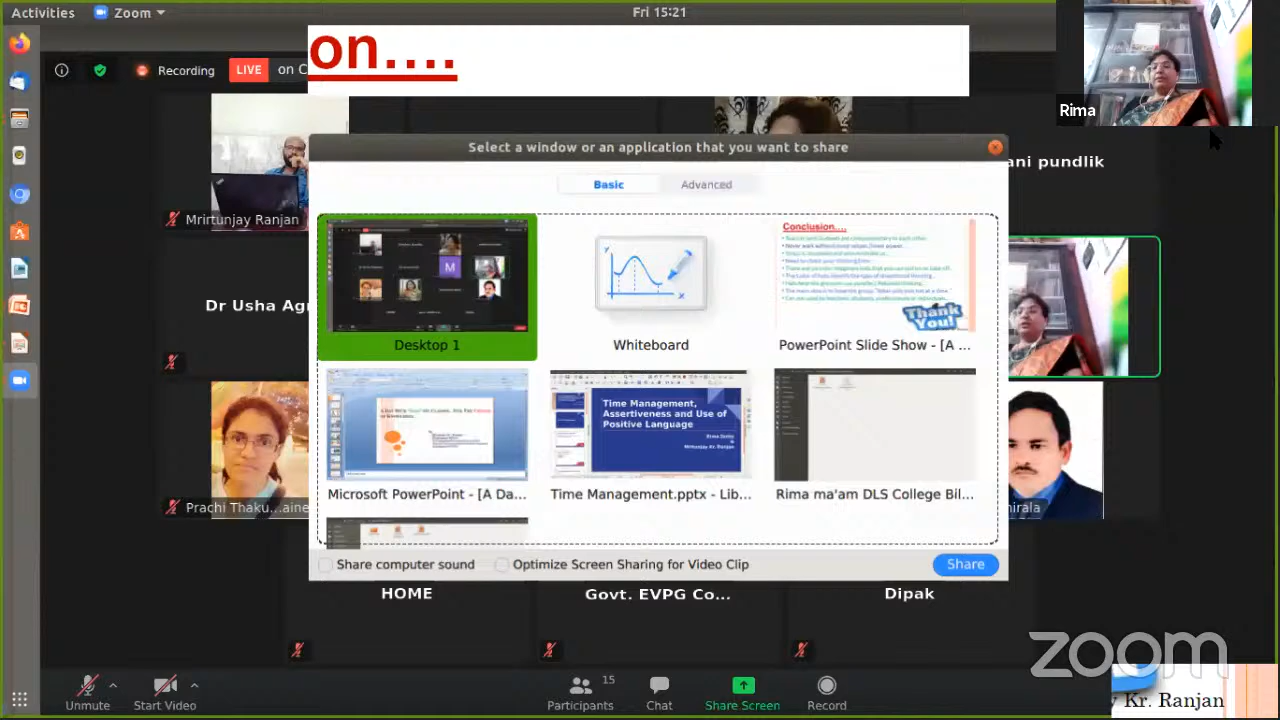 Activities
Zoom
Fri 15:21
on....
Recording
LIVE
on C
Rima
Select a window or an application that you want to share
ani pundlik
Basic
Advanced
Mrirtunjay Ranjan
Conclusion....
Thank You!
M
r Usha Agr
Desktop 1
Whiteboard
PowerPoint Slide Show - [A ...
Time Management,
Assertiveness and Use of
Positive Language
Microsoft PowerPoint - [A Da...
Time Management.pptx - Lib...
Rima ma'am DLS College Bil...
Prachi Thaku...aine
hirala
Share computer sound
Optimize Screen Sharing for Video Clip
Share
HOME
Govt. EVPG Co...
Dipak
zoom
Unmute
Start Video
Participants
15
Chat
Share Screen
Record
Kr. Ranjan